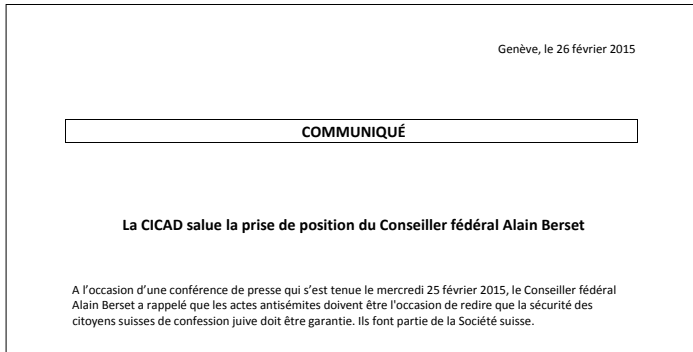 Genève, le 26 février 2015
COMMUNIQUÉ
La CICAD salue la prise de position du Conseiller fédéral Alain Berset
A l’occasion d’une conférence de presse qui s’est tenue le mercredi 25 février 2015, le Conseiller fédéral
Alain Berset a rappelé que les actes antisémites doivent être l'occasion de redire que la sécurité des
citoyens suisses de confession juive doit être garantie. Ils font partie de la Société suisse.